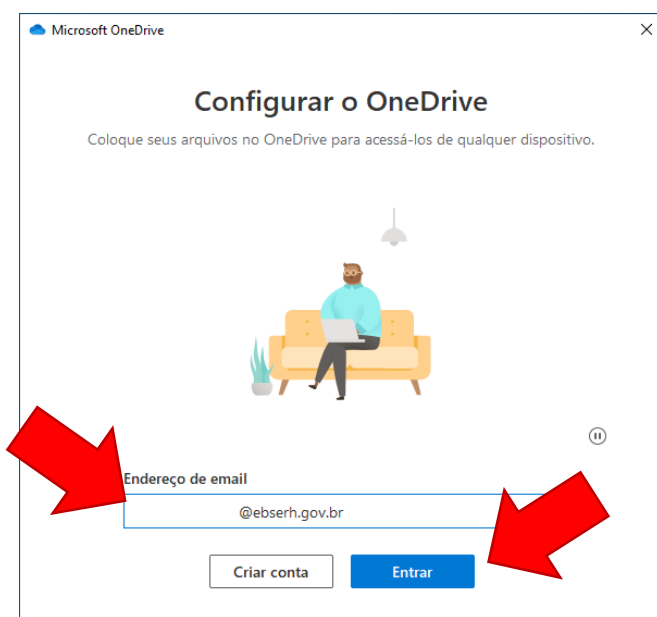 Microsoft OneDrive
Configurar o OneDrive
Coloque seus arquivos no OneDrive para acessá-los de qualquer dispositivo.
Endereço de email
@ebserh.gov.br
Criar conta
Entrar